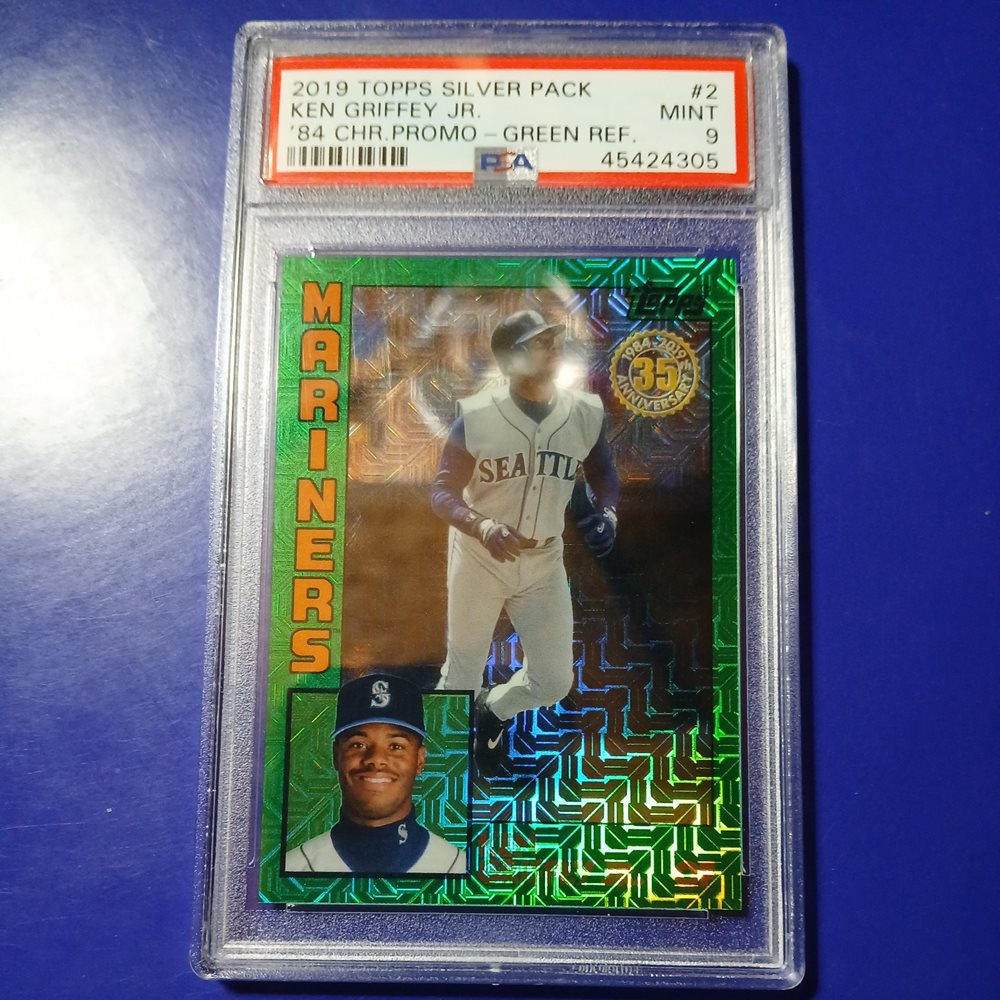 2019 TOPPS SILVER PACK #2
KEN GRIFFEY JR. MINT
'84 CHR.PROMO – GREEN REF. 9
PSA 45424305
Topps
MARINERS
1984-2019
35
ANNIVERSARY
SEATTL
S
S